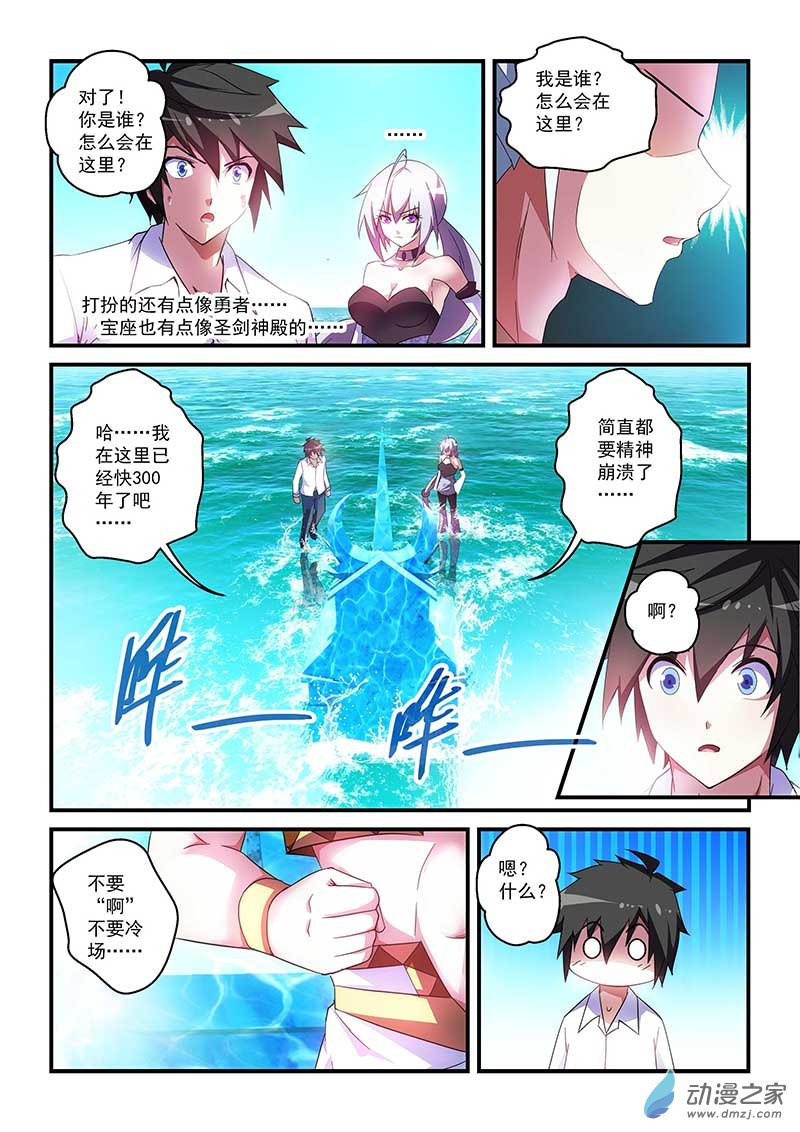 对了！
你是谁？
怎么会在
这里？
……
打扮的还有点像勇者……
宝座也有点像圣剑神殿的……
我是谁？
怎么会在
这里？
哈……我
在这里已
经快300
年了吧
……
简直都
要精神
崩溃了
……
哗——
哗——
啊？
不要
“啊”
不要冷
场……
嗯？
什么？
动漫之家
www.dmzj.com